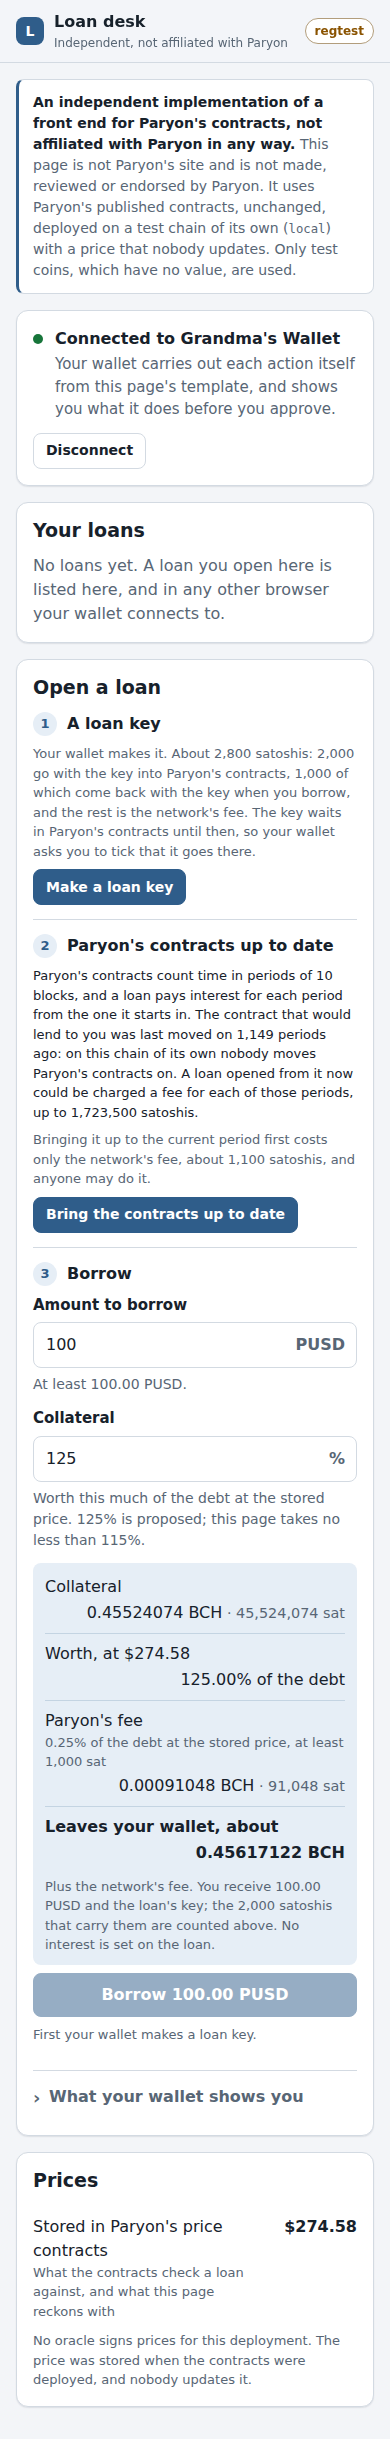 L
Loan desk
Independent, not affiliated with Paryon
regtest
An independent implementation of a
front end for Paryon's contracts, not
affiliated with Paryon in any way. This
page is not Paryon's site and is not made,
reviewed or endorsed by Paryon. It uses
Paryon's published contracts, unchanged,
deployed on a test chain of its own (local)
with a price that nobody updates. Only test
coins, which have no value, are used.
Connected to Grandma's Wallet
Your wallet carries out each action itself
from this page's template, and shows
you what it does before you approve.
Disconnect
Your loans
No loans yet. A loan you open here is
listed here, and in any other browser
your wallet connects to.
Open a loan
1 A loan key
Your wallet makes it. About 2,800 satoshis: 2,000
go with the key into Paryon's contracts, 1,000 of
which come back with the key when you borrow,
and the rest is the network's fee. The key waits
in Paryon's contracts until then, so your wallet
asks you to tick that it goes there.
Make a loan key
2 Paryon's contracts up to date
Paryon's contracts count time in periods of 10
blocks, and a loan pays interest for each period
from the one it starts in. The contract that would
lend to you was last moved on 1,149 periods
ago: on this chain of its own nobody moves
Paryon's contracts on. A loan opened from it now
could be charged a fee for each of those periods,
up to 1,723,500 satoshis.
Bringing it up to the current period first costs
only the network's fee, about 1,100 satoshis, and
anyone may do it.
Bring the contracts up to date
3 Borrow
Amount to borrow
100 PUSD
At least 100.00 PUSD.
Collateral
125 %
Worth this much of the debt at the stored
price. 125% is proposed; this page takes no
less than 115%.
Collateral
0.45524074 BCH · 45,524,074 sat
Worth, at $274.58
125.00% of the debt
Paryon's fee
0.25% of the debt at the stored price, at least
1,000 sat
0.00091048 BCH · 91,048 sat
Leaves your wallet, about
0.45617122 BCH
Plus the network's fee. You receive 100.00
PUSD and the loan's key; the 2,000 satoshis
that carry them are counted above. No
interest is set on the loan.
Borrow 100.00 PUSD
First your wallet makes a loan key.
› What your wallet shows you
Prices
Stored in Paryon's price $274.58
contracts
What the contracts check a loan
against, and what this page
reckons with
No oracle signs prices for this deployment. The
price was stored when the contracts were
deployed, and nobody updates it.